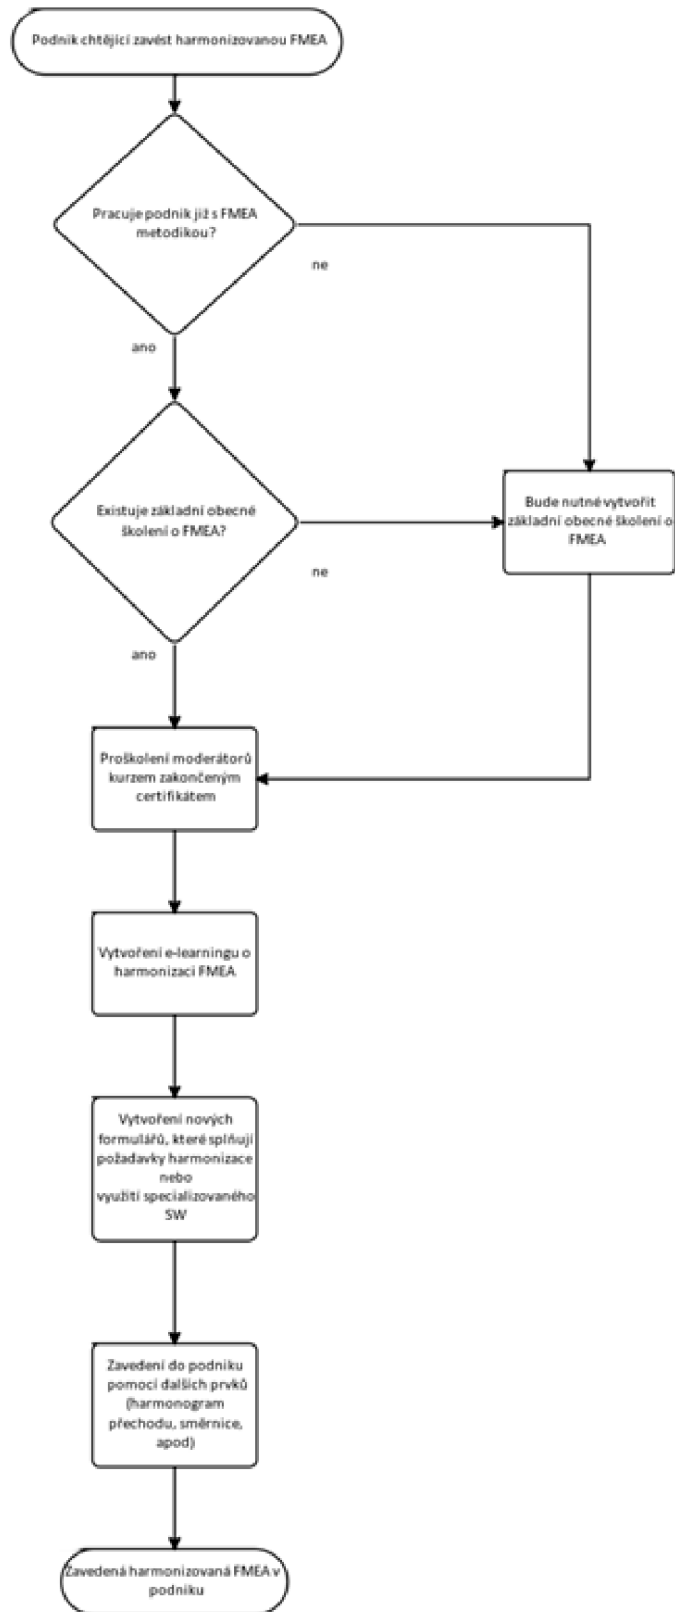 Podnik chtějící zavést harmonizovanou FMEA
Pracuje podnik již s FMEA
metodikou?
ne
ano
Existuje základní obecné
školení o FMEA?
Bude nutné vytvořit
základní obecné školení o
FMEA
ne
ano
Proškolení moderátorů
kurzem zakončeným
certifikátem
Vytvoření e-learningu o
harmonizaci FMEA
Vytvoření nových
formulářů, které splňují
požadavky harmonizace
nebo
využití specializovaného
SW
Zavedení do podniku
pomocí dalších prvků
(harmonogram
přechodu, směrnice,
apod)
Zavedená harmonizovaná FMEA v
podniku